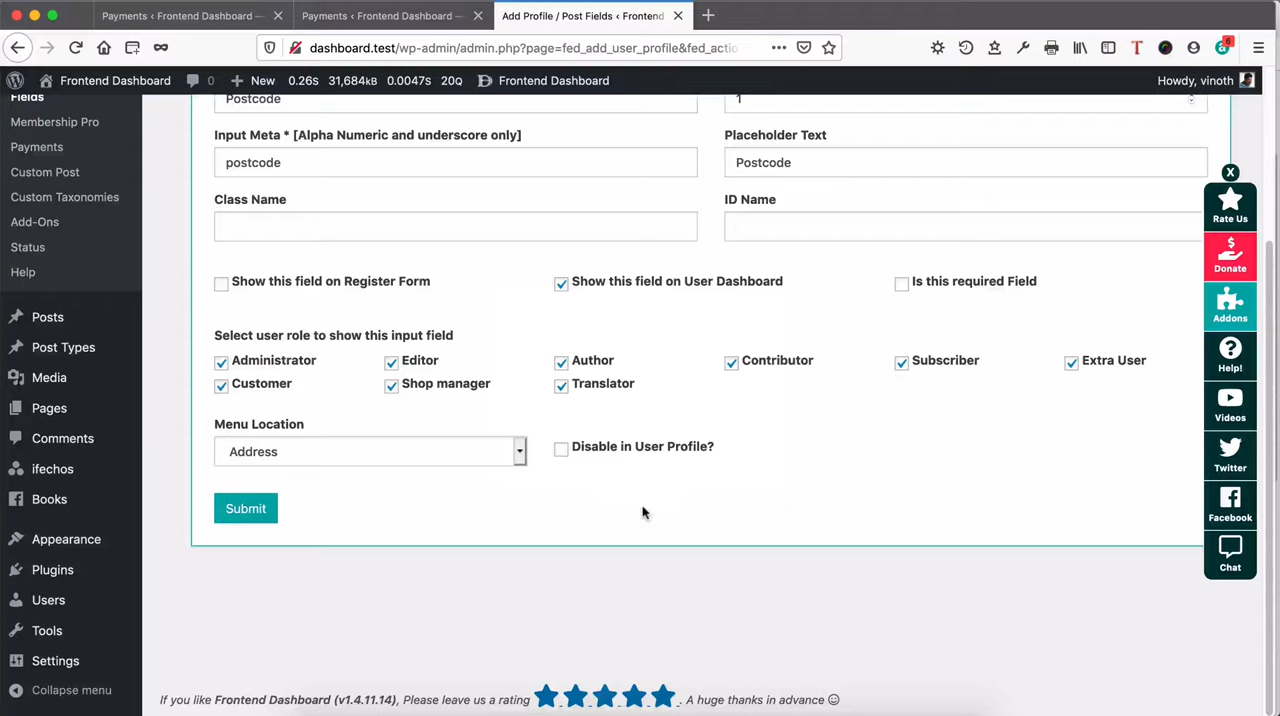 Payments ‹ Frontend Dashboard —
Payments ‹ Frontend Dashboard —
Add Profile / Post Fields ‹ Frontend
dashboard.test/wp-admin/admin.php?page=fed_add_user_profile&fed_actio
6
Frontend Dashboard
0
New
0.26S
31,684kB
0.0047S
20Q
Frontend Dashboard
Howdy, vinoth
Fields
Membership Pro
Payments
Custom Post
Custom Taxonomies
Add-Ons
Status
Help
Posts
Post Types
Media
Pages
Comments
ifechos
Books
Appearance
Plugins
Users
Tools
Settings
Collapse menu
Postcode
1
Input Meta * [Alpha Numeric and underscore only]
Placeholder Text
postcode
Postcode
Class Name
ID Name
Show this field on Register Form
Show this field on User Dashboard
Is this required Field
Select user role to show this input field
Administrator
Editor
Author
Contributor
Subscriber
Extra User
Customer
Shop manager
Translator
Menu Location
Address
Disable in User Profile?
Submit
X
Rate Us
Donate
Addons
Help!
Videos
Twitter
Facebook
Chat
If you like Frontend Dashboard (v1.4.11.14), Please leave us a rating ★★★★★. A huge thanks in advance ☺